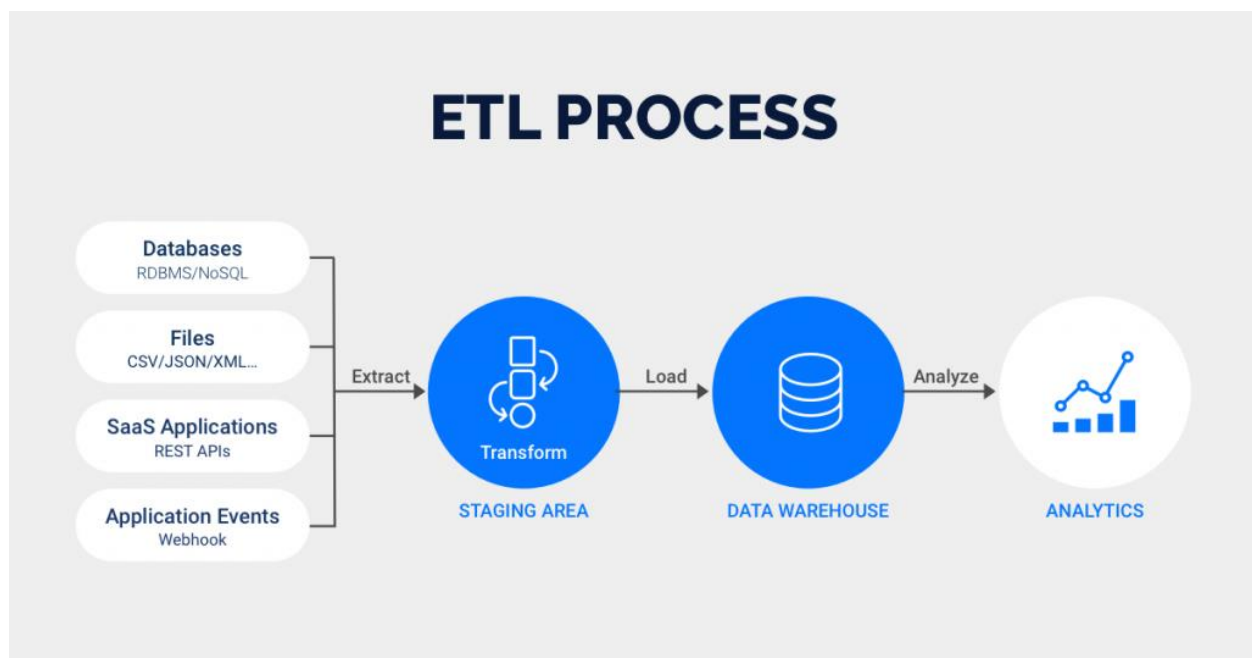 ETL PROCESS
Databases
RDBMS/NoSQL
Files
CSV/JSON/XML...
SaaS Applications
REST APIs
Application Events
Webhook
Extract
Transform
STAGING AREA
Load
DATA WAREHOUSE
Analyze
ANALYTICS